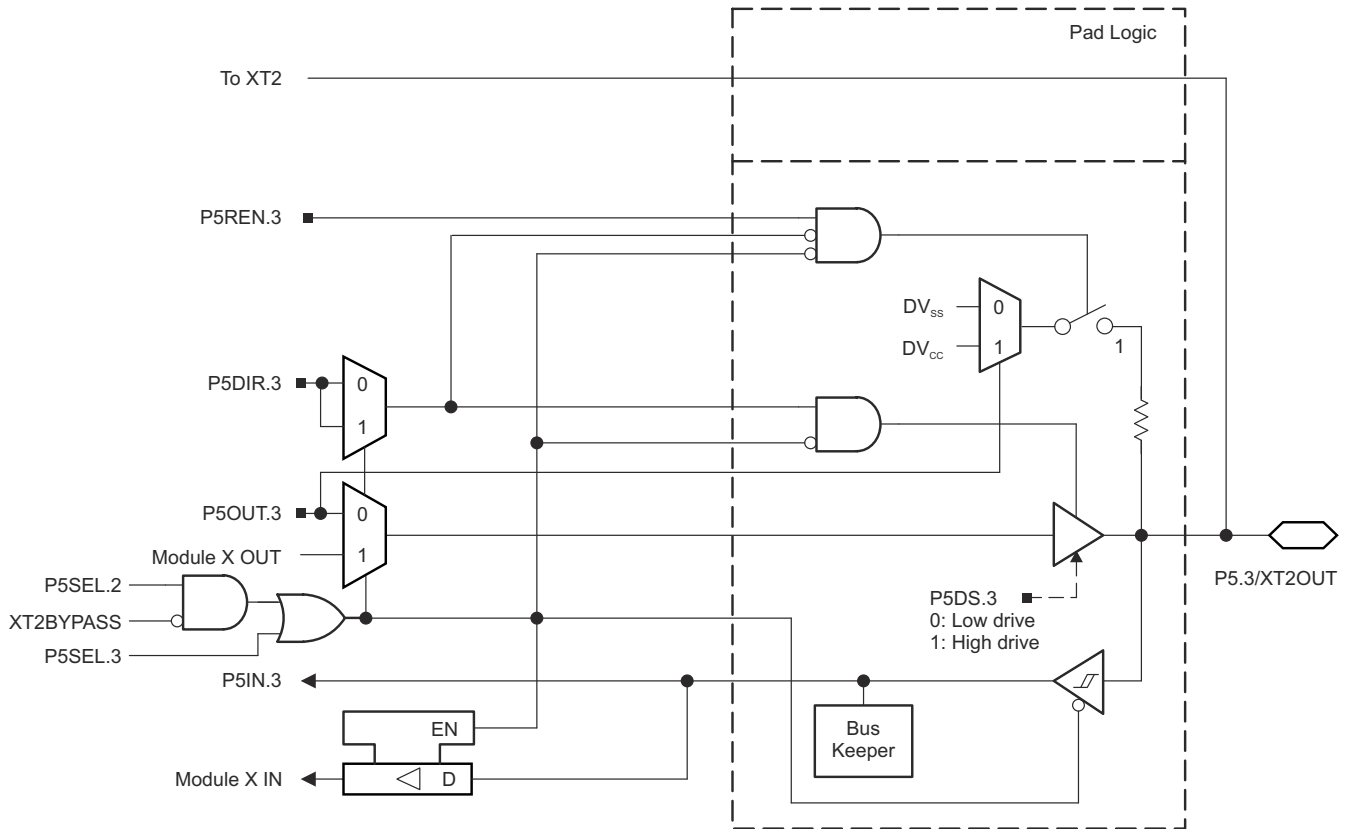 Pad Logic
To XT2
P5REN.3
DVSS
0
DVCC
1
1
P5DIR.3
0
1
P5OUT.3
0
Module X OUT
1
P5SEL.2
XT2BYPASS
P5SEL.3
P5.3/XT2OUT
P5DS.3
0: Low drive
1: High drive
P5IN.3
EN
Bus
Keeper
Module X IN
D